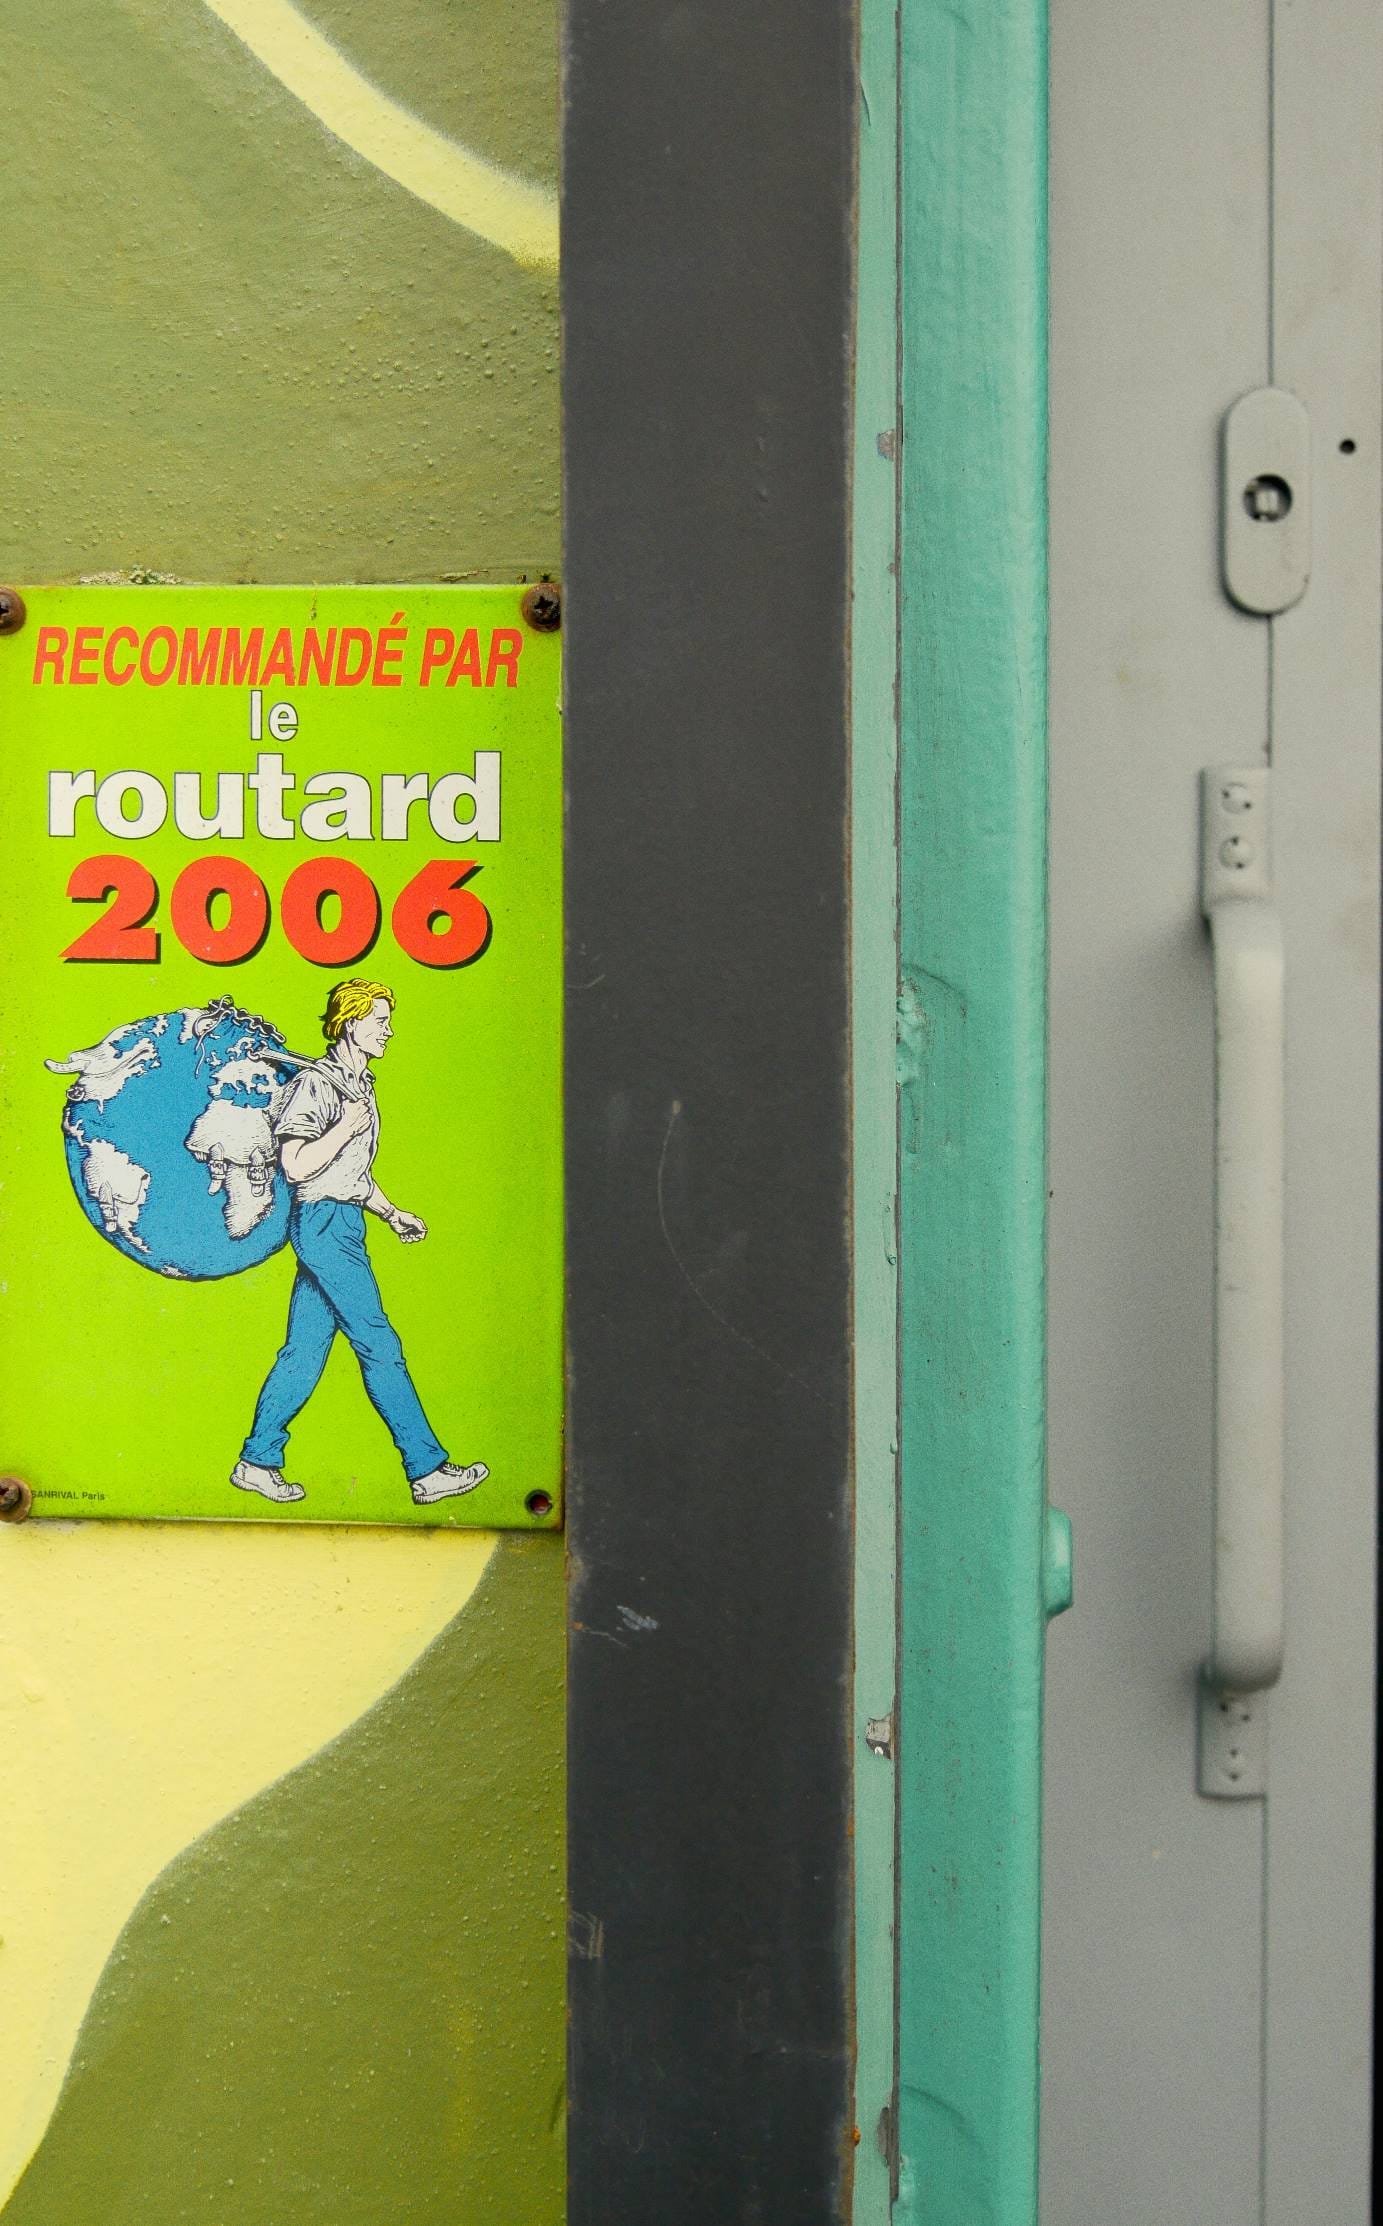 RECOMMANDÉ PAR
le
routard
2006
SANRIVAL Paris